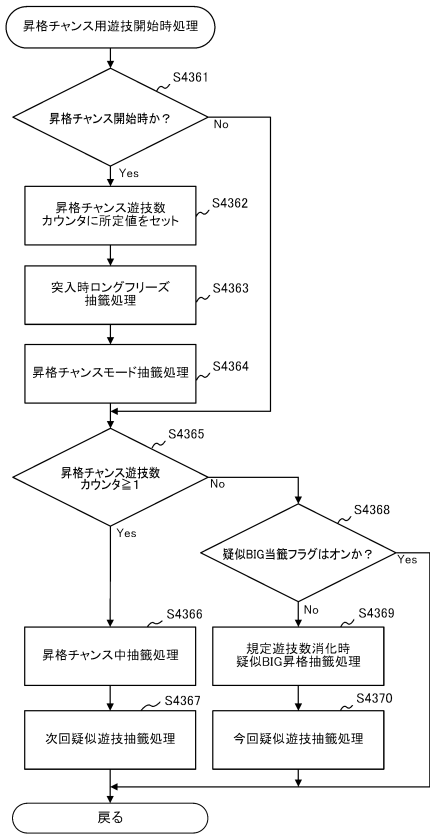 昇格チャンス用遊技開始時処理
S4361
昇格チャンス開始時か？
No
Yes
昇格チャンス遊技数
カウンタに所定値をセット
S4362
突入時ロングフリーズ
抽籤処理
S4363
昇格チャンスモード抽籤処理
S4364
S4365
昇格チャンス遊技数
カウンタ≧1
No
Yes
S4368
疑似BIG当籤フラグはオンか？
Yes
No
S4366
昇格チャンス中抽籤処理
S4369
規定遊技数消化時
疑似BIG昇格抽籤処理
S4367
次回疑似遊技抽籤処理
S4370
今回疑似遊技抽籤処理
戻る